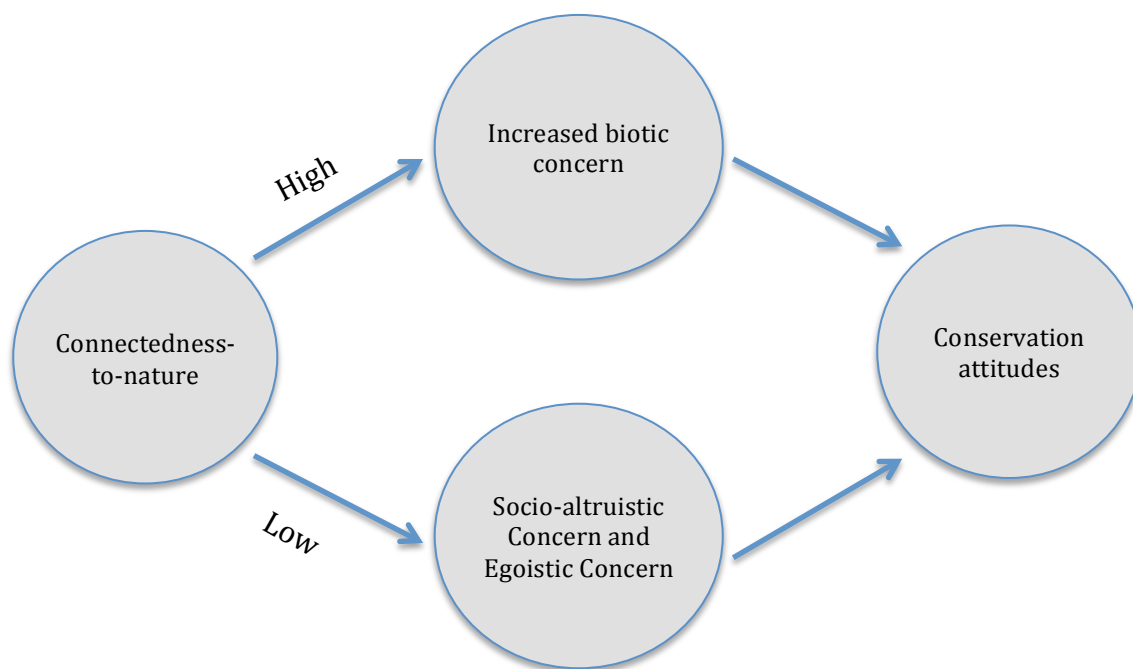 Increased biotic
concern
High
Connectedness-
to-nature
Conservation
attitudes
Low
Socio-altruistic
Concern and
Egoistic Concern